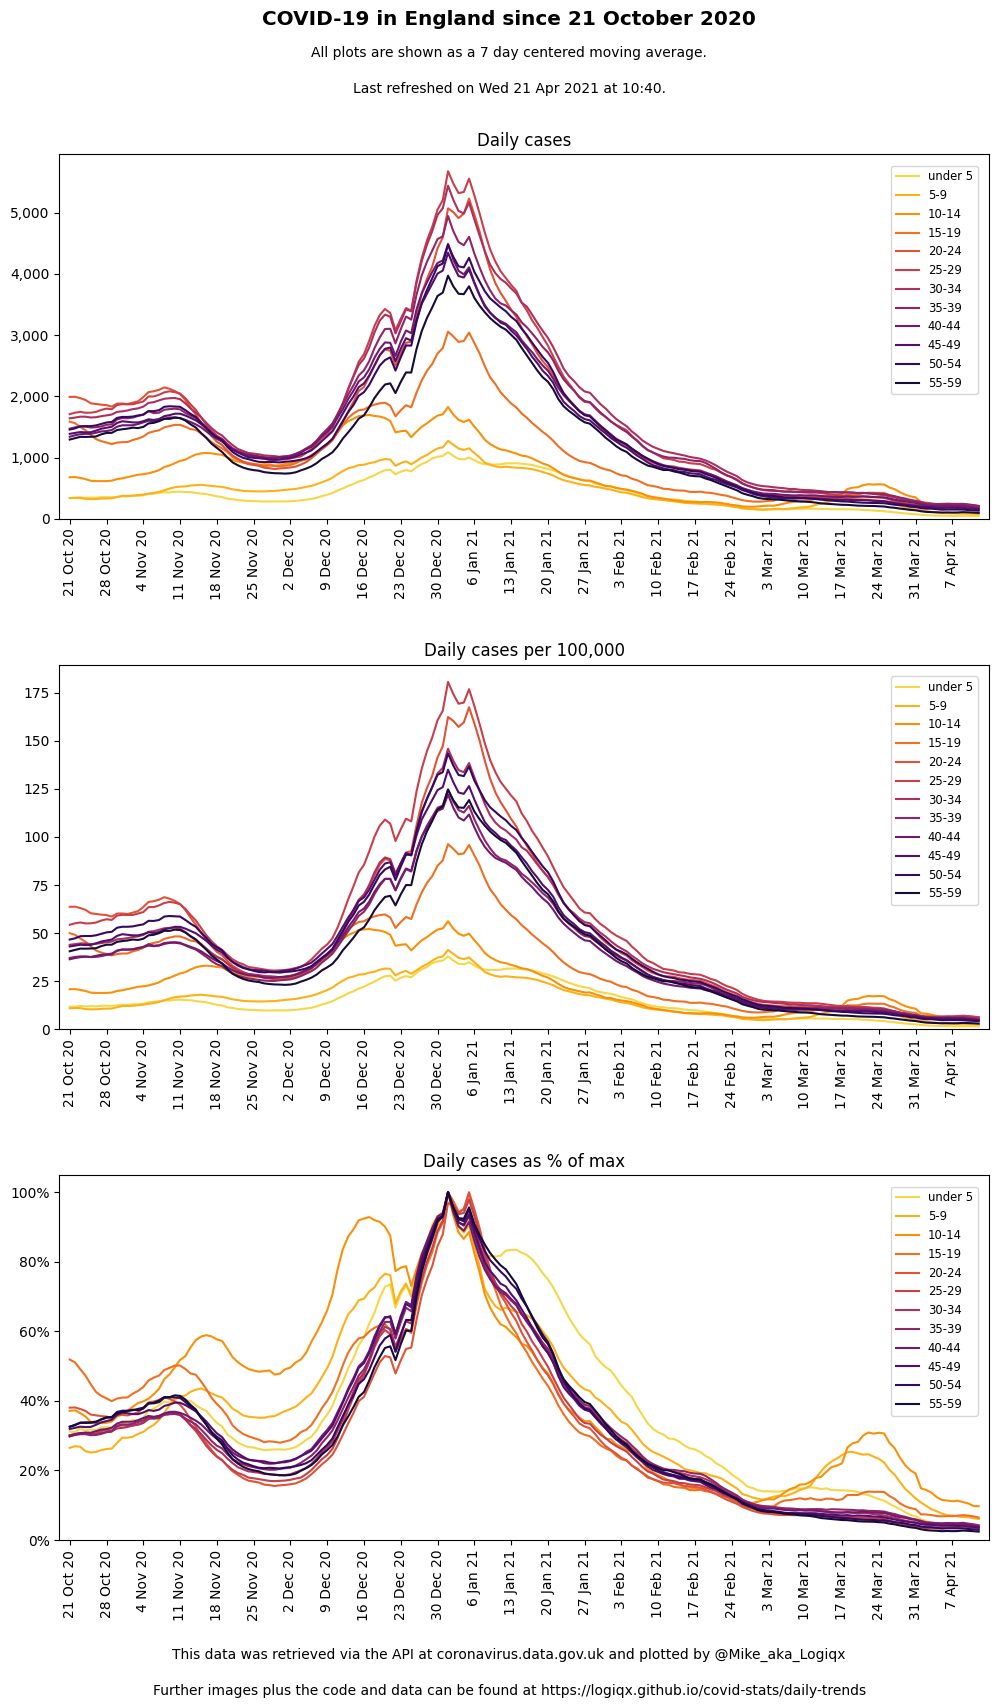 COVID-19 in England since 21 October 2020
All plots are shown as a 7 day centered moving average.
Last refreshed on Wed 21 Apr 2021 at 10:40.
Daily cases
5,000
4,000
3,000
2,000
1,000
0
under 5
5-9
10-14
15-19
20-24
25-29
30-34
35-39
40-44
45-49
50-54
55-59
21 Oct 20
28 Oct 20
4 Nov 20
11 Nov 20
18 Nov 20
25 Nov 20
2 Dec 20
9 Dec 20
16 Dec 20
23 Dec 20
30 Dec 20
6 Jan 21
13 Jan 21
20 Jan 21
27 Jan 21
3 Feb 21
10 Feb 21
17 Feb 21
24 Feb 21
3 Mar 21
10 Mar 21
17 Mar 21
24 Mar 21
31 Mar 21
7 Apr 21
Daily cases per 100,000
175
150
125
100
75
50
25
0
under 5
5-9
10-14
15-19
20-24
25-29
30-34
35-39
40-44
45-49
50-54
55-59
21 Oct 20
28 Oct 20
4 Nov 20
11 Nov 20
18 Nov 20
25 Nov 20
2 Dec 20
9 Dec 20
16 Dec 20
23 Dec 20
30 Dec 20
6 Jan 21
13 Jan 21
20 Jan 21
27 Jan 21
3 Feb 21
10 Feb 21
17 Feb 21
24 Feb 21
3 Mar 21
10 Mar 21
17 Mar 21
24 Mar 21
31 Mar 21
7 Apr 21
Daily cases as % of max
100%
80%
60%
40%
20%
0%
under 5
5-9
10-14
15-19
20-24
25-29
30-34
35-39
40-44
45-49
50-54
55-59
21 Oct 20
28 Oct 20
4 Nov 20
11 Nov 20
18 Nov 20
25 Nov 20
2 Dec 20
9 Dec 20
16 Dec 20
23 Dec 20
30 Dec 20
6 Jan 21
13 Jan 21
20 Jan 21
27 Jan 21
3 Feb 21
10 Feb 21
17 Feb 21
24 Feb 21
3 Mar 21
10 Mar 21
17 Mar 21
24 Mar 21
31 Mar 21
7 Apr 21
This data was retrieved via the API at coronavirus.data.gov.uk and plotted by @Mike_aka_Logiqx
Further images plus the code and data can be found at https://logiqx.github.io/covid-stats/daily-trends